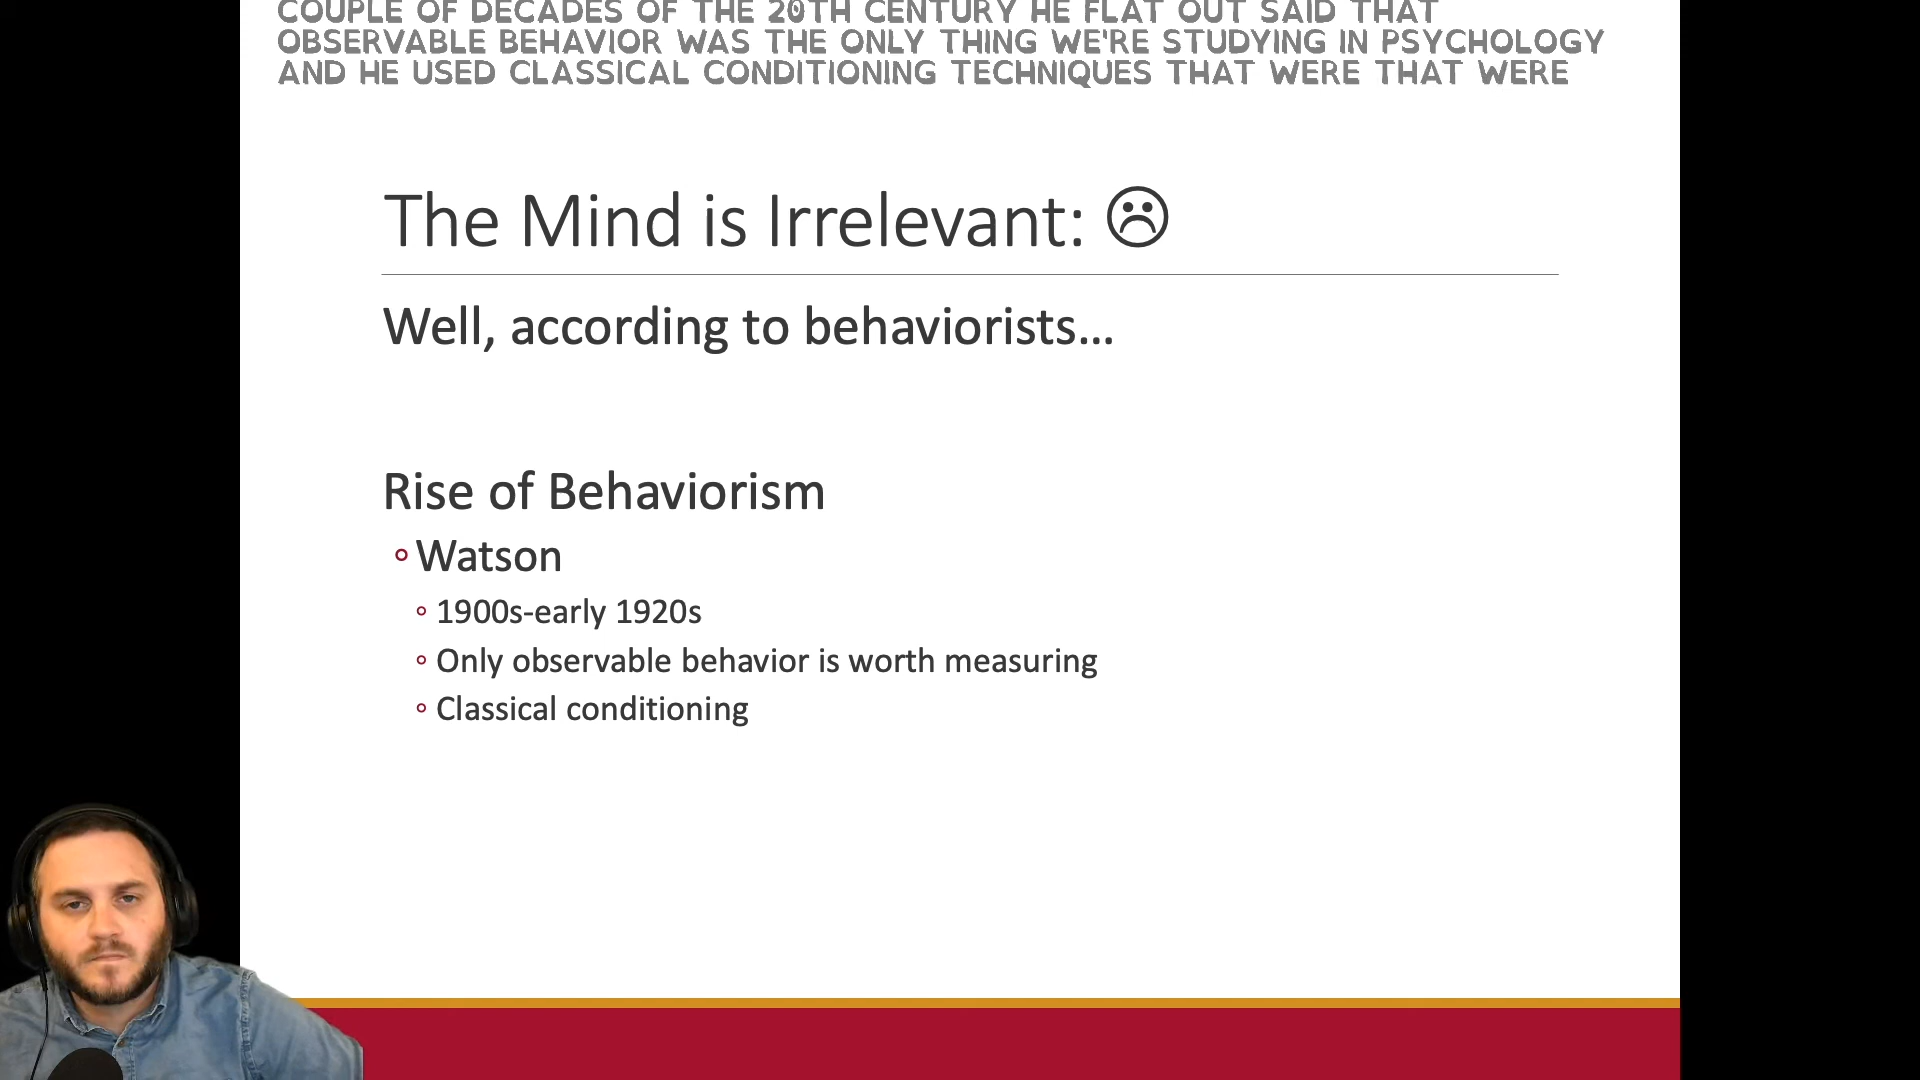 COUPLE OF DECADES OF THE 20TH CENTURY HE FLAT OUT SAID THAT
OBSERVABLE BEHAVIOR WAS THE ONLY THING WE'RE STUDYING IN PSYCHOLOGY
AND HE USED CLASSICAL CONDITIONING TECHNIQUES THAT WERE THAT WERE
The Mind is Irrelevant: ☹
Well, according to behaviorists…
Rise of Behaviorism
◦Watson
◦ 1900s-early 1920s
◦ Only observable behavior is worth measuring
◦ Classical conditioning